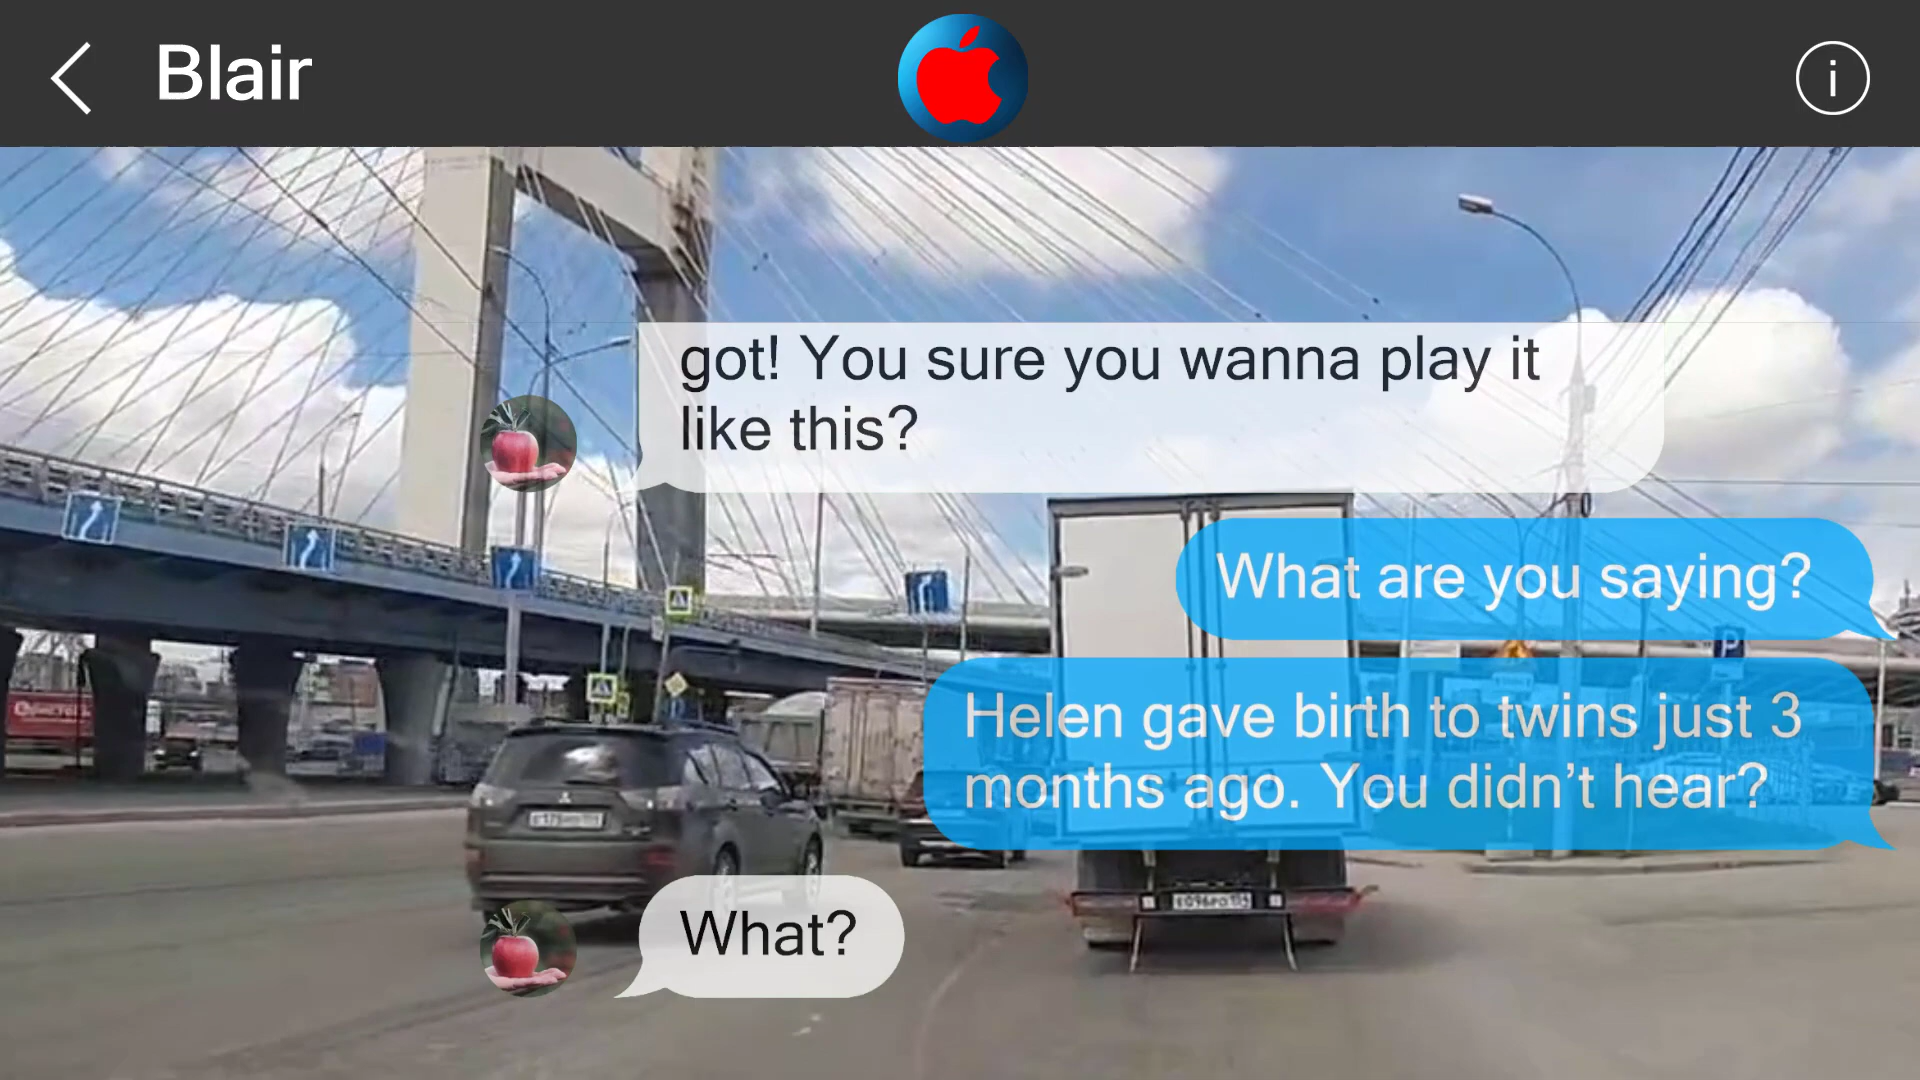 Blair
i
got! You sure you wanna play it
like this?
What are you saying?
P
Helen gave birth to twins just 3
months ago. You didn't hear?
What?